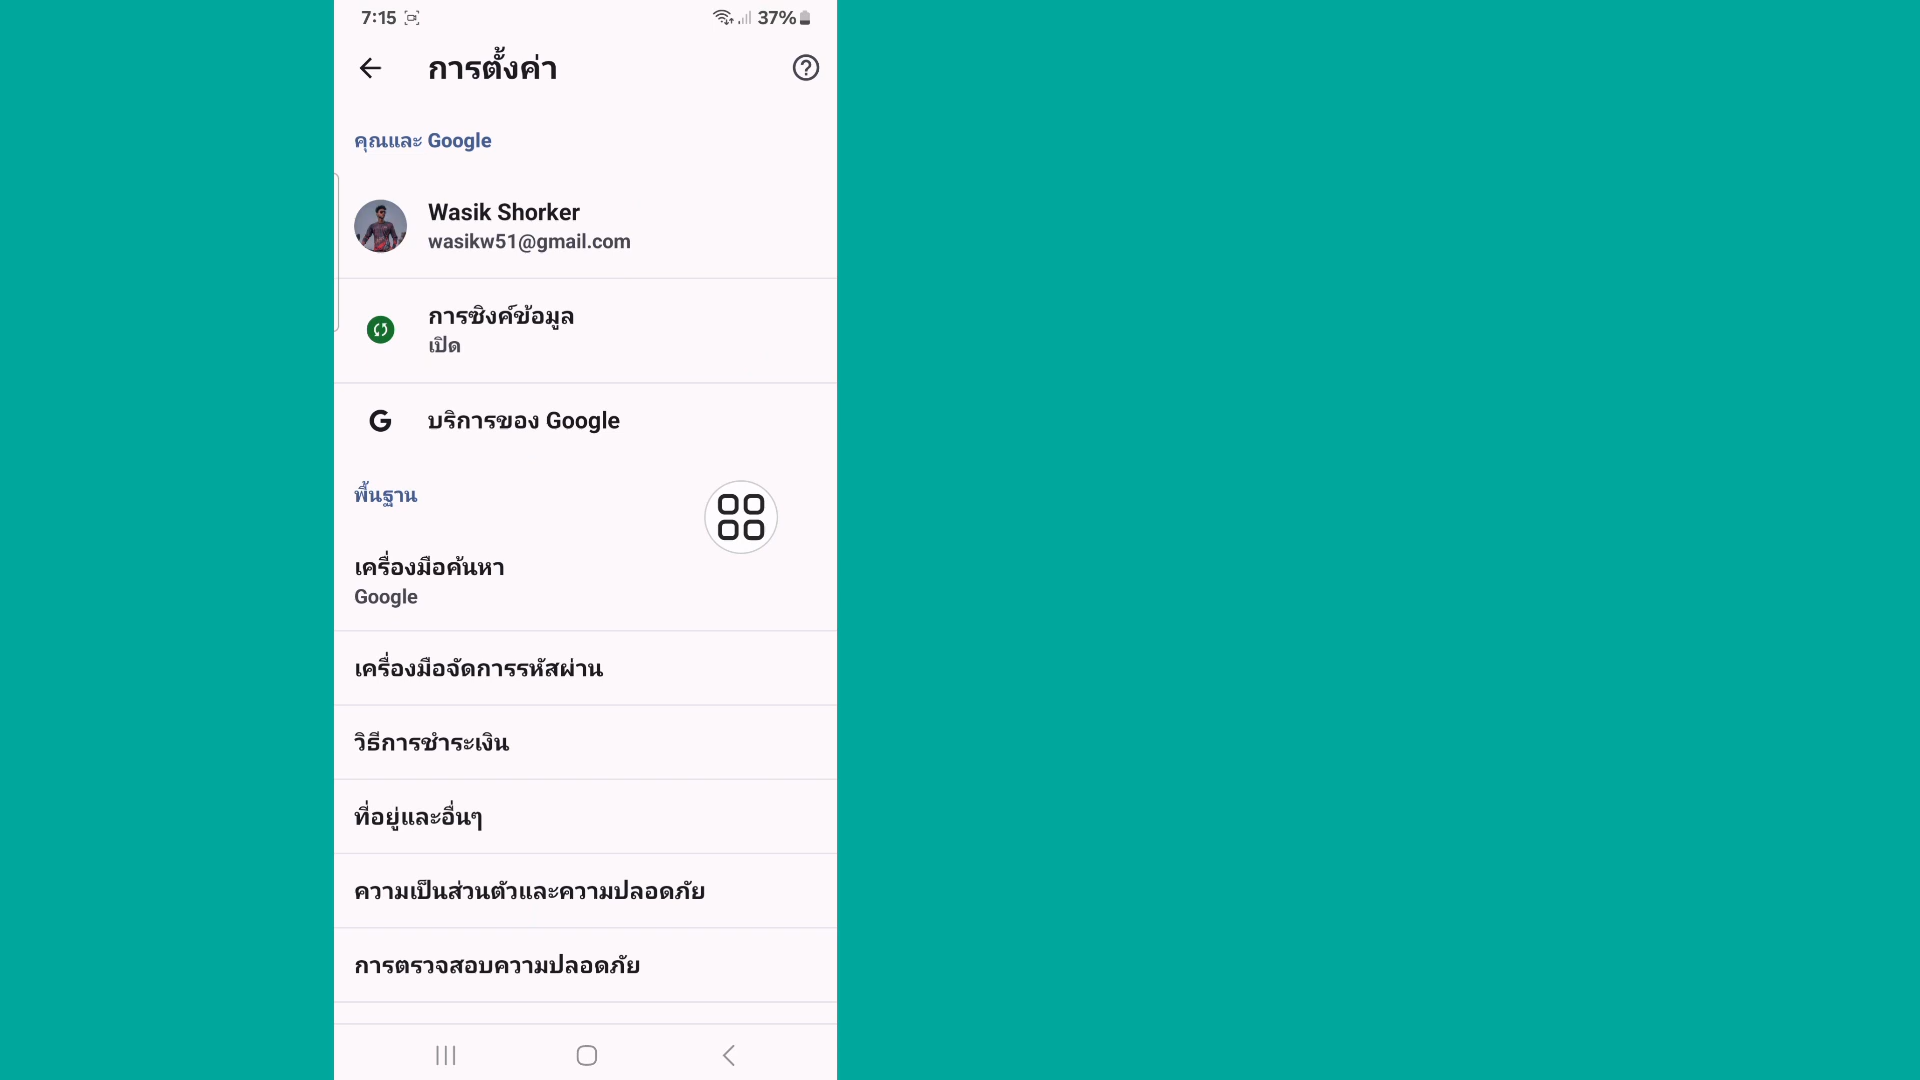 7:15
37%
การตั้งค่า
คุณและ Google
Wasik Shorker
wasikw51@gmail.com
การซิงค์ข้อมูล
เปิด
บริการของ Google
พื้นฐาน
เครื่องมือค้นหา
Google
เครื่องมือจัดการรหัสผ่าน
วิธีการชำระเงิน
ที่อยู่และอื่นๆ
ความเป็นส่วนตัวและความปลอดภัย
การตรวจสอบความปลอดภัย